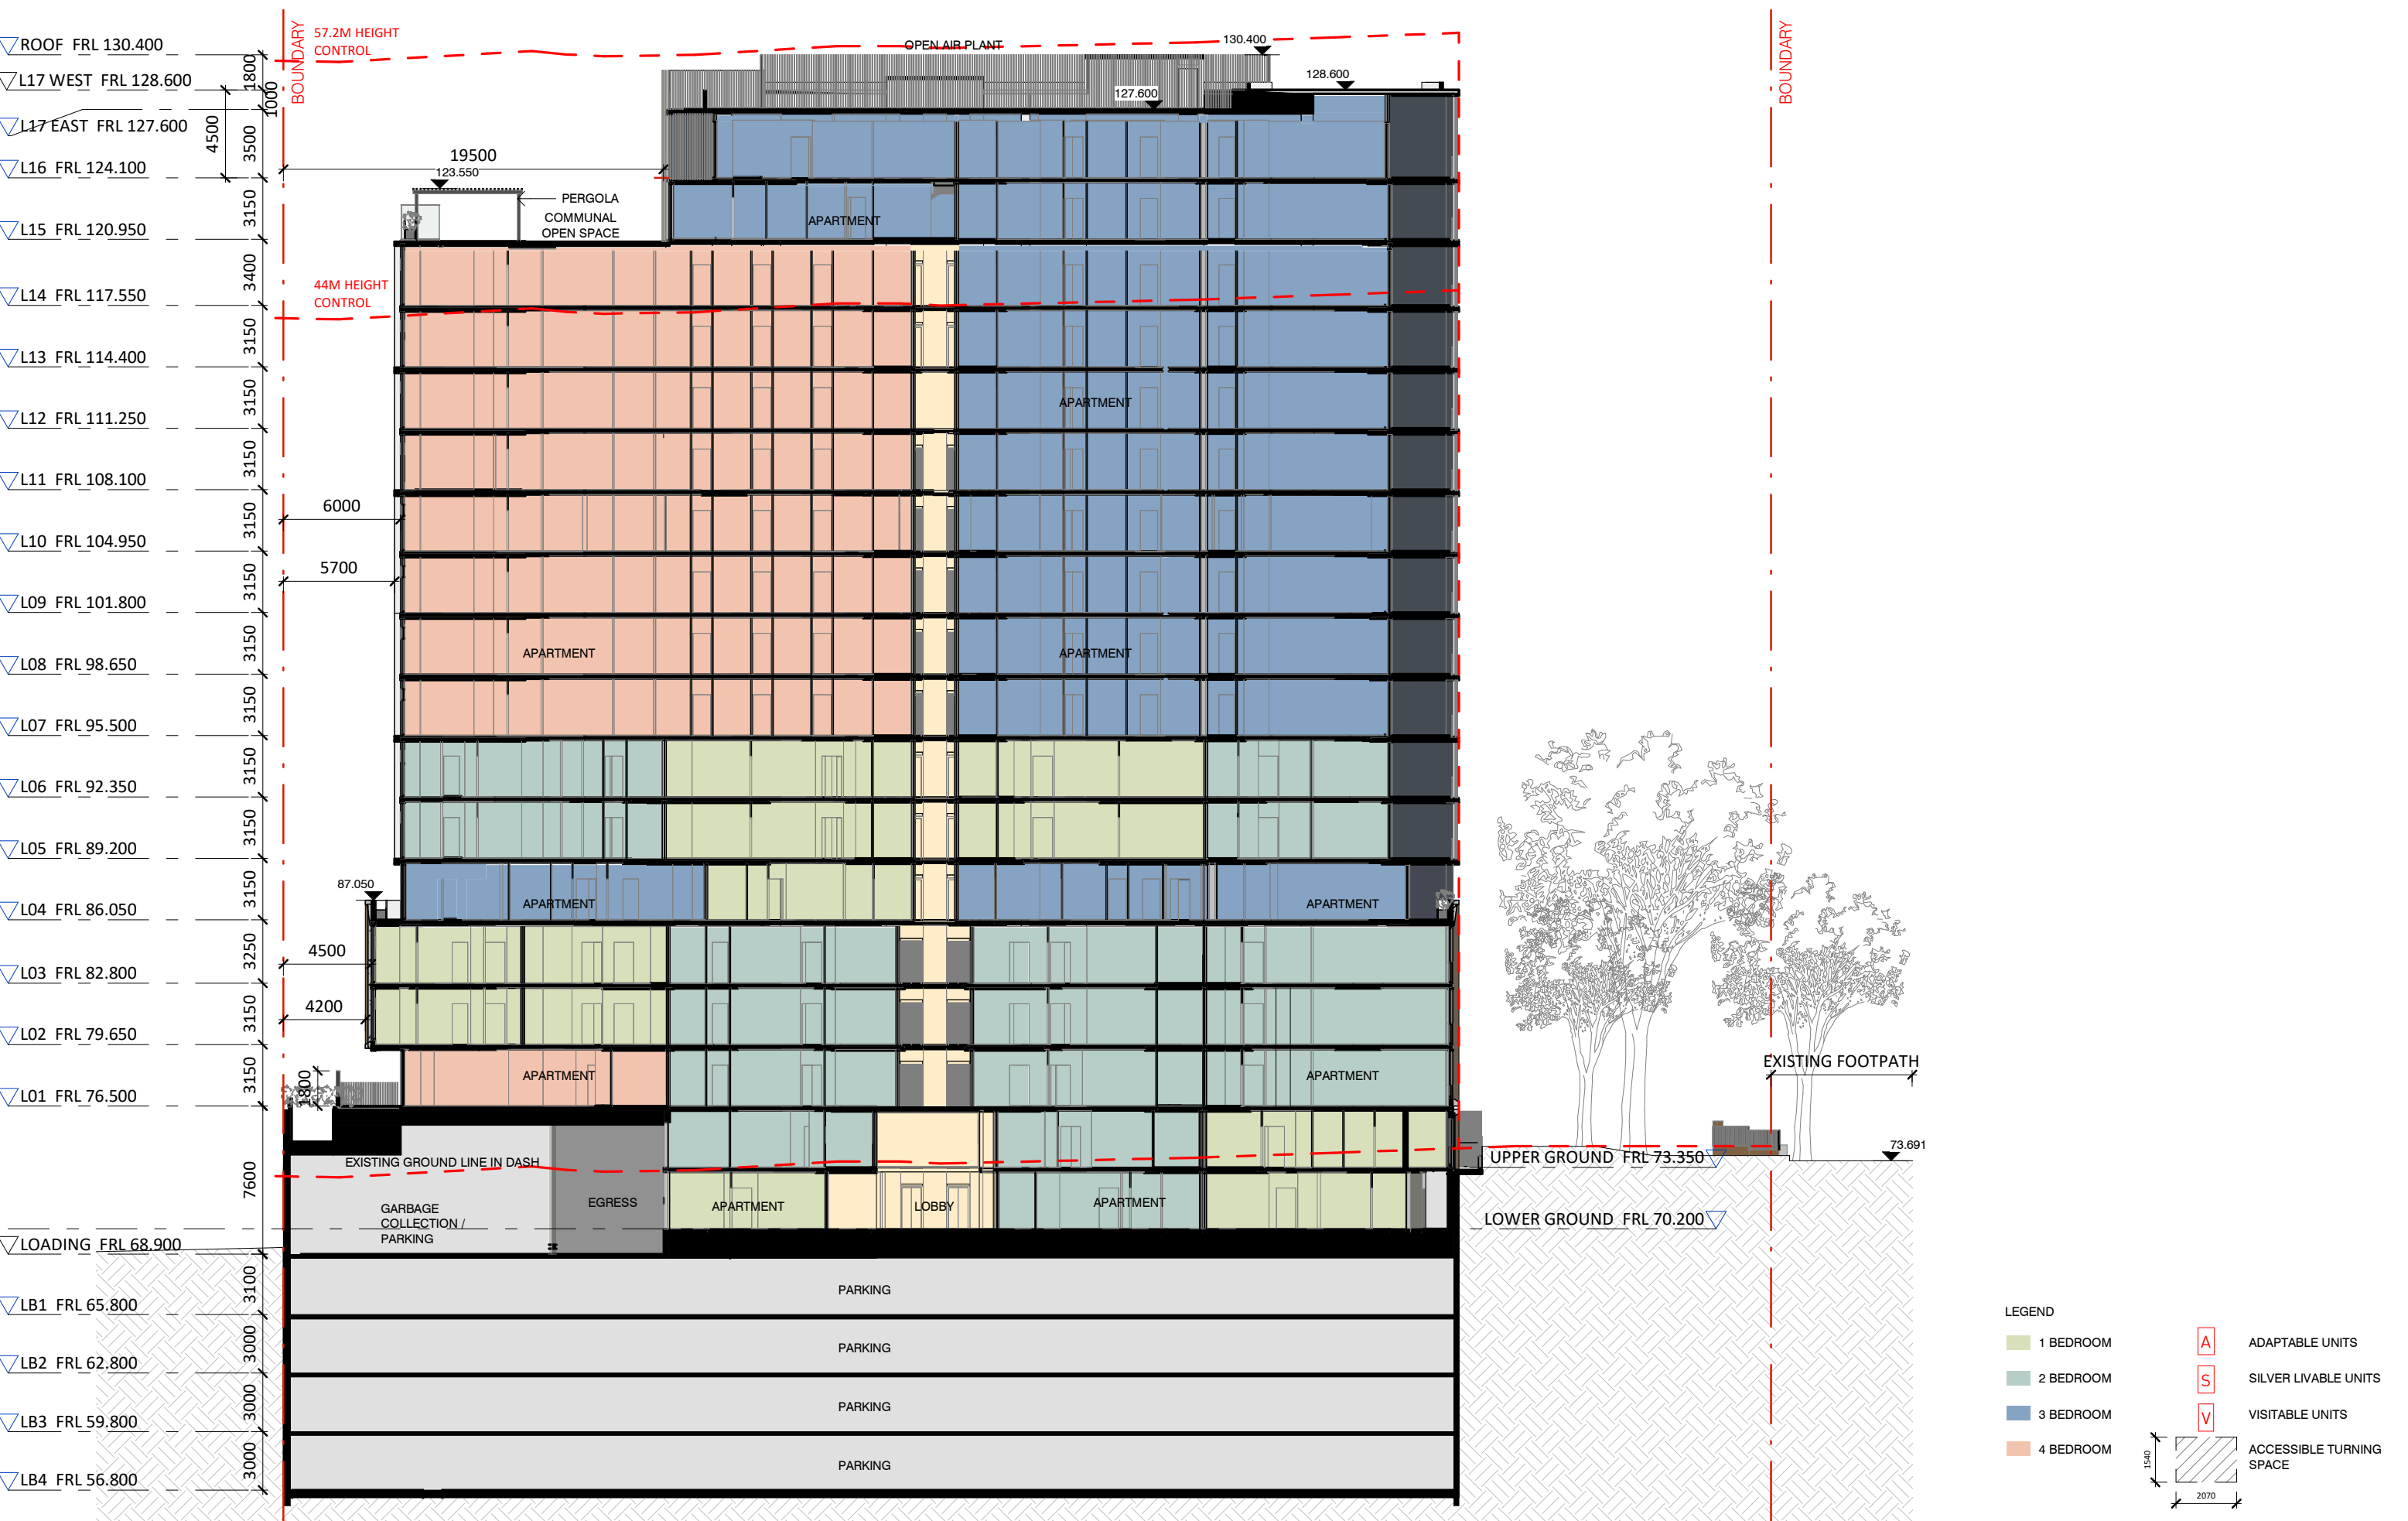 ROOF FRL 130.400
L17 WEST FRL 128.600
L17 EAST FRL 127.600
L16 FRL 124.100
L15 FRL 120.950
L14 FRL 117.550
L13 FRL 114.400
L12 FRL 111.250
L11 FRL 108.100
L10 FRL 104.950
L09 FRL 101.800
L08 FRL 98.650
L07 FRL 95.500
L06 FRL 92.350
L05 FRL 89.200
L04 FRL 86.050
L03 FRL 82.800
L02 FRL 79.650
L01 FRL 76.500
LOADING FRL 68.900
LB1 FRL 65.800
LB2 FRL 62.800
LB3 FRL 59.800
LB4 FRL 56.800
4500
1800
1000
3500
3150
3400
3150
3150
3150
3150
3150
3150
3150
3150
3150
3150
3250
3150
3150
7600
3100
3000
3000
3000
BOUNDARY
57.2M HEIGHT
CONTROL
OPEN AIR PLANT
130.400
128.600
127.600
BOUNDARY
19500
123.550
PERGOLA
COMMUNAL
OPEN SPACE
APARTMENT
44M HEIGHT
CONTROL
APARTMENT
6000
5700
APARTMENT
APARTMENT
87.050
APARTMENT
APARTMENT
4500
4200
1800
APARTMENT
APARTMENT
EXISTING FOOTPATH
73.691
EXISTING GROUND LINE IN DASH
UPPER GROUND FRL 73.350
GARBAGE
COLLECTION /
PARKING
EGRESS
APARTMENT
LOBBY
APARTMENT
LOWER GROUND FRL 70.200
PARKING
PARKING
PARKING
PARKING
LEGEND
1 BEDROOM
2 BEDROOM
3 BEDROOM
4 BEDROOM
A ADAPTABLE UNITS
S SILVER LIVABLE UNITS
V VISITABLE UNITS
1540
2070
ACCESSIBLE TURNING
SPACE